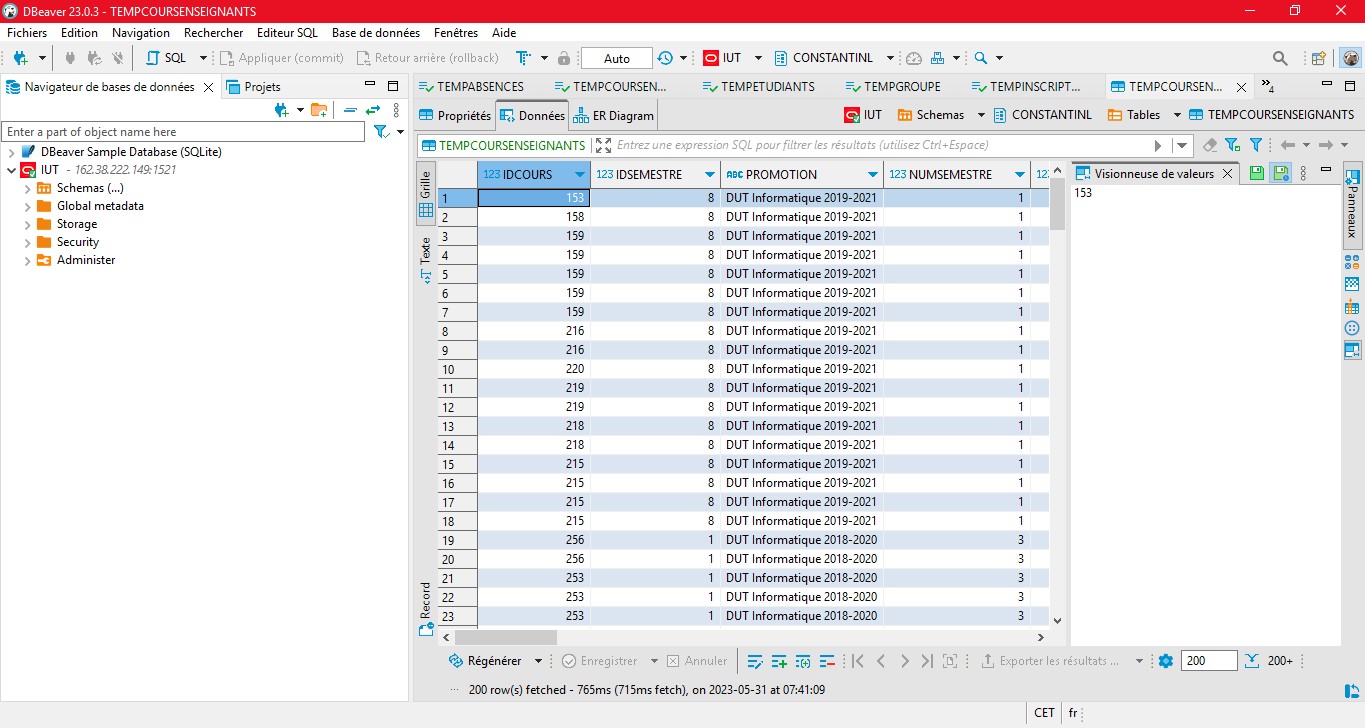 DBeaver 23.0.3 - TEMPCOURSENSEIGNANTS
Fichiers Edition Navigation Rechercher Editeur SQL Base de données Fenêtres Aide
SQL Appliquer (commit) Retour arrière (rollback) T Auto IUT CONSTANTINL
Navigateur de bases de données Projets
Enter a part of object name here
DBeaver Sample Database (SQLite)
IUT - 162.38.222.149:1521
Schemas (...)
Global metadata
Storage
Security
Administer
TEMPABSENCES TEMPCOURSEN... TEMPETUDIANTS TEMPGROUPE TEMPINSCRIPT... TEMPCOURSEN... »4
Propriétés Données ER Diagram IUT Schemas CONSTANTINL Tables TEMPCOURSENSEIGNANTS
TEMPCOURSENSEIGNANTS Entrez une expression SQL pour filtrer les résultats (utilisez Ctrl+Espace)
Grille
Texte
Record
123 IDCOURS 123 IDSEMESTRE ABC PROMOTION 123 NUMSEMESTRE 123
1 153 8 DUT Informatique 2019-2021 1
2 158 8 DUT Informatique 2019-2021 1
3 159 8 DUT Informatique 2019-2021 1
4 159 8 DUT Informatique 2019-2021 1
5 159 8 DUT Informatique 2019-2021 1
6 159 8 DUT Informatique 2019-2021 1
7 159 8 DUT Informatique 2019-2021 1
8 216 8 DUT Informatique 2019-2021 1
9 216 8 DUT Informatique 2019-2021 1
10 220 8 DUT Informatique 2019-2021 1
11 219 8 DUT Informatique 2019-2021 1
12 219 8 DUT Informatique 2019-2021 1
13 218 8 DUT Informatique 2019-2021 1
14 218 8 DUT Informatique 2019-2021 1
15 215 8 DUT Informatique 2019-2021 1
16 215 8 DUT Informatique 2019-2021 1
17 215 8 DUT Informatique 2019-2021 1
18 215 8 DUT Informatique 2019-2021 1
19 256 1 DUT Informatique 2018-2020 3
20 256 1 DUT Informatique 2018-2020 3
21 253 1 DUT Informatique 2018-2020 3
22 253 1 DUT Informatique 2018-2020 3
23 253 1 DUT Informatique 2018-2020 3
Visionneuse de valeurs
153
Panneaux
Régénérer Enregistrer Annuler Exporter les résultats ... 200 200+
200 row(s) fetched - 765ms (715ms fetch), on 2023-05-31 at 07:41:09
CET fr